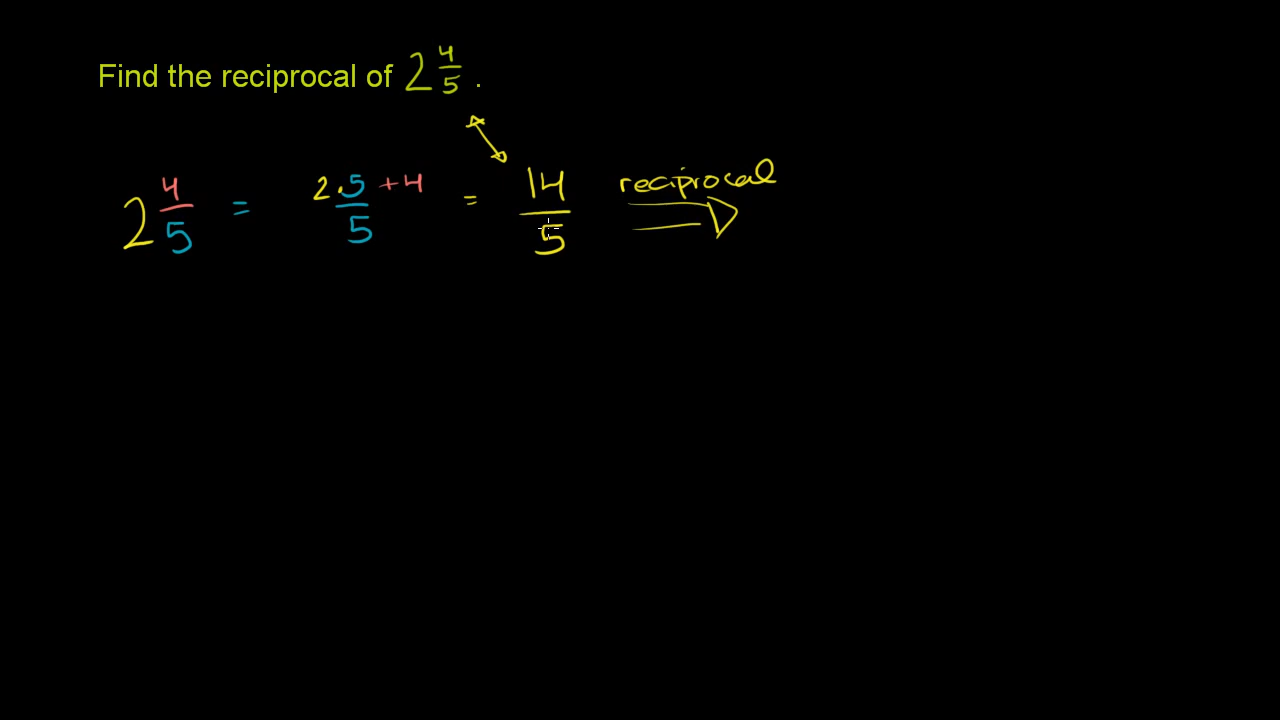 Find the reciprocal of 2 4/5 .
2 4/5 = 2·5+4/5 = 14/5 reciprocal